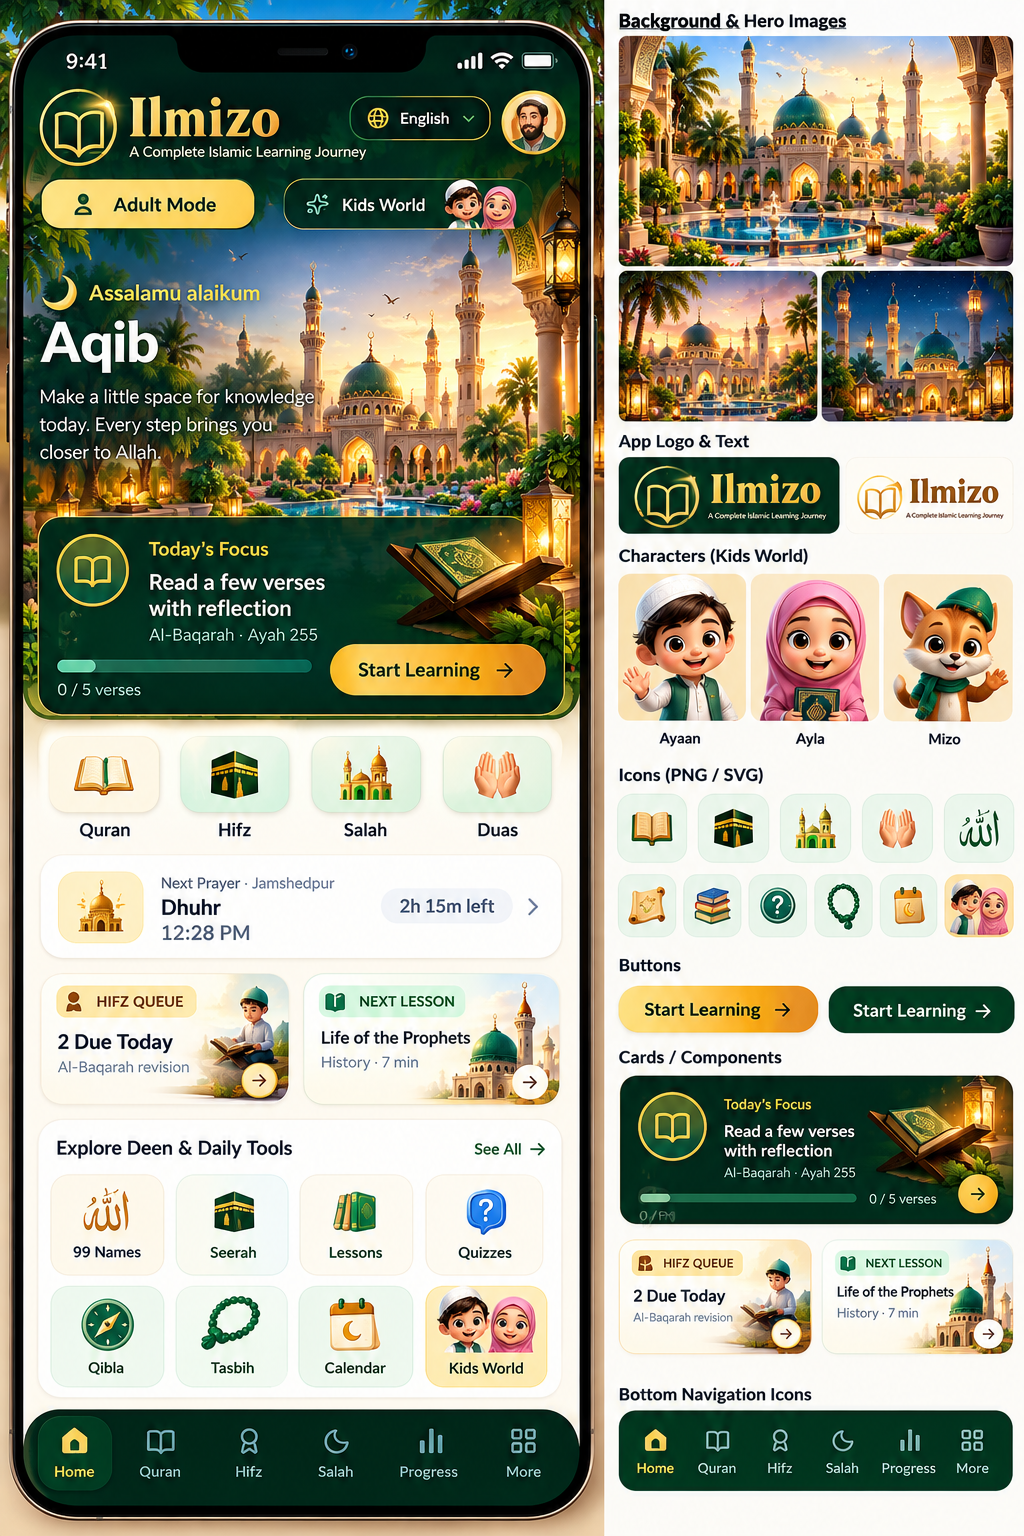 9:41
Ilmizo
A Complete Islamic Learning Journey
English
Adult Mode
Kids World
Assalamu alaikum
Aqib
Make a little space for knowledge
today. Every step brings you
closer to Allah.
Today's Focus
Read a few verses
with reflection
Al-Baqarah · Ayah 255
0 / 5 verses
Start Learning →
Quran
Hifz
Salah
Duas
Next Prayer · Jamshedpur
Dhuhr
12:28 PM
2h 15m left
HIFZ QUEUE
2 Due Today
Al-Baqarah revision
NEXT LESSON
Life of the Prophets
History · 7 min
Explore Deen & Daily Tools
See All →
الله
99 Names
Seerah
Lessons
?
Quizzes
Qibla
Tasbih
Calendar
Kids World
Home
Quran
Hifz
Salah
Progress
More
Background & Hero Images
App Logo & Text
Ilmizo
A Complete Islamic Learning Journey
Ilmizo
A Complete Islamic Learning Journey
Characters (Kids World)
Ayaan
Ayla
Mizo
Icons (PNG / SVG)
الله
?
Buttons
Start Learning →
Start Learning →
Cards / Components
Today's Focus
Read a few verses
with reflection
Al-Baqarah · Ayah 255
0 / 5 verses
HIFZ QUEUE
2 Due Today
Al-Baqarah revision
NEXT LESSON
Life of the Prophets
History · 7 min
Bottom Navigation Icons
Home
Quran
Hifz
Salah
Progress
More